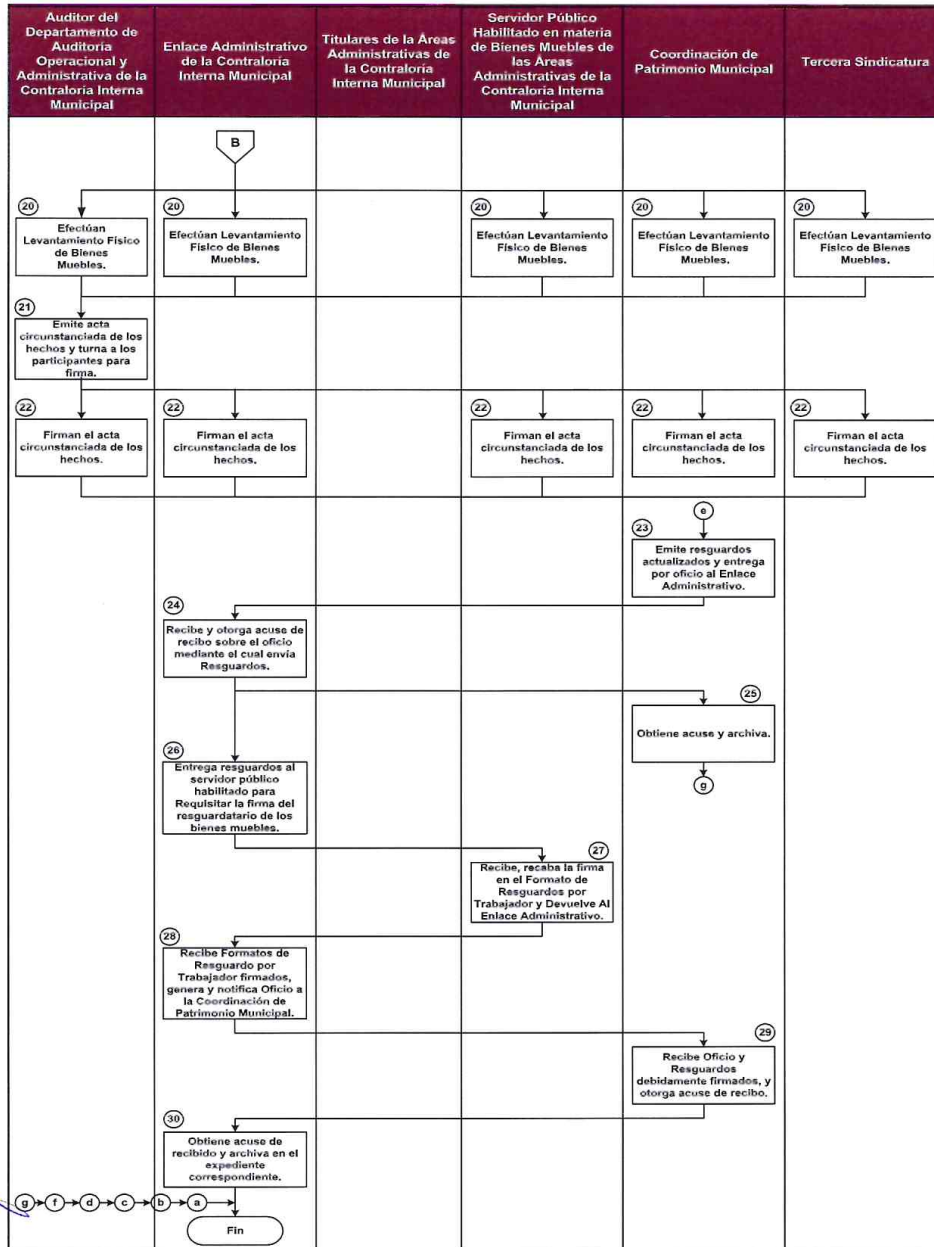 Auditor del
Departamento de
Auditoría
Operacional y
Administrativa de la
Contraloría Interna
Municipal
Enlace Administrativo
de la Contraloría
Interna Municipal
Titulares de la Áreas
Administrativas de
la Contraloría
Interna Municipal
Servidor Público
Habilitado en materia
de Bienes Muebles de
las Áreas
Administrativas de la
Contraloría Interna
Municipal
Coordinación de
Patrimonio Municipal
Tercera Sindicatura
B
20
Efectúan
Levantamiento Físico
de Bienes
Muebles.
20
Efectúan Levantamiento
Físico de Bienes
Muebles.
20
Efectúan Levantamiento
Físico de Bienes
Muebles.
20
Efectúan Levantamiento
Físico de Bienes
Muebles.
20
Efectúan Levantamiento
Físico de Bienes
Muebles.
21
Emite acta
circunstanciada de los
hechos y turna a los
participantes para
firma.
22
Firman el acta
circunstanciada de los
hechos.
22
Firman el acta
circunstanciada de los
hechos.
22
Firman el acta
circunstanciada de los
hechos.
22
Firman el acta
circunstanciada de los
hechos.
22
Firman el acta
circunstanciada de los
hechos.
e
23
Emite resguardos
actualizados y entrega
por oficio al Enlace
Administrativo.
24
Recibe y otorga acuse de
recibo sobre el oficio
mediante el cual envía
Resguardos.
25
Obtiene acuse y archiva.
g
26
Entrega resguardos al
servidor público
habilitado para
Requisitar la firma del
resguardatario de los
bienes muebles.
27
Recibe, recaba la firma
en el Formato de
Resguardos por
Trabajador y Devuelve Al
Enlace Administrativo.
28
Recibe Formatos de
Resguardo por
Trabajador firmados,
genera y notifica Oficio a
la Coordinación de
Patrimonio Municipal.
29
Recibe Oficio y
Resguardos
debidamente firmados, y
otorga acuse de recibo.
30
Obtiene acuse de
recibido y archiva en el
expediente
correspondiente.
g f d c b a
Fin